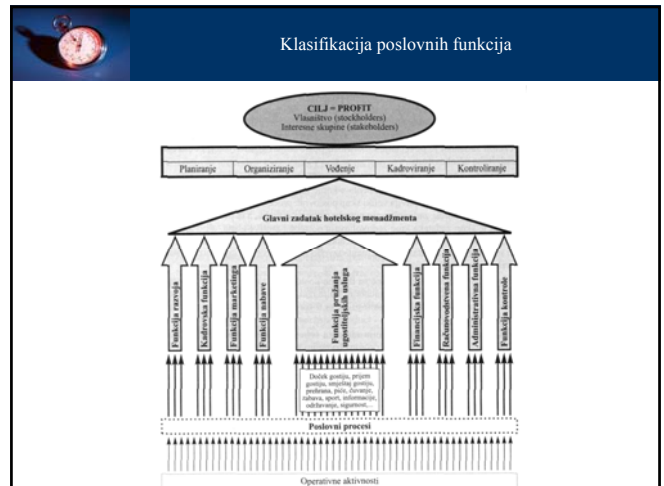 Klasifikacija poslovnih funkcija
CILJ = PROFIT
Vlasništvo (stockholders)
Interesne skupine (stakeholders)
Planiranje
Organiziranje
Vođenje
Kadroviranje
Kontroliranje
Glavni zadatak hotelskog menadžmenta
Funkcija razvoja
Kadrovska funkcija
Funkcija marketinga
Funkcija nabave
Funkcija pružanja
ugostiteljskih usluga
Financijska funkcija
Računovodstvena funkcija
Administrativna funkcija
Funkcija kontrole
Doček gostiju, prijem
gostiju, smještaj gostiju,
prehrana, piće, čuvanje,
zabava, sport, informacije,
održavanje, sigurnost,...
Poslovni procesi
Operativne aktivnosti